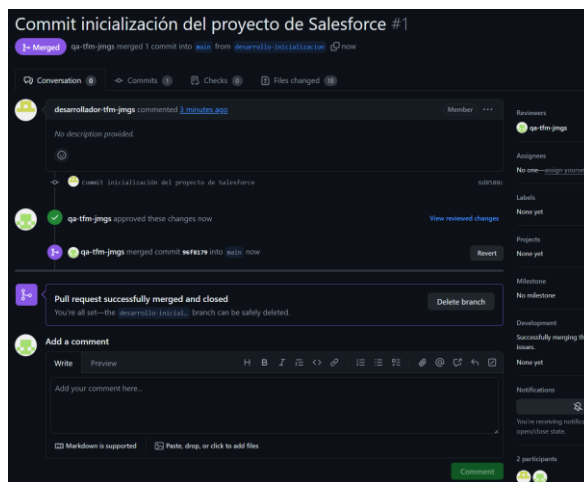 Commit inicialización del proyecto de Salesforce #1
Merged qa-tfm-jmgs merged 1 commit into main from desarrollo-inicializacion now
Conversation 0 Commits 1 Checks 0 Files changed 18
desarrollador-tfm-jmgs commented 3 minutes ago Member
No description provided.
Commit inicialización del proyecto de Salesforce
qa-tfm-jmgs approved these changes now View reviewed changes
qa-tfm-jmgs merged commit 96f8179 into main now Revert
Pull request successfully merged and closed
You're all set—the desarrollo-inicial… branch can be safely deleted.
Delete branch
Add a comment
Write Preview
Add your comment here...
Markdown is supported Paste, drop, or click to add files
Comment
Reviewers
qa-tfm-jmgs
Assignees
No one—assign yourse
Labels
None yet
Projects
None yet
Milestone
No milestone
Development
Successfully merging th
issues.
None yet
Notifications
You're receiving notific
open/close state.
2 participants